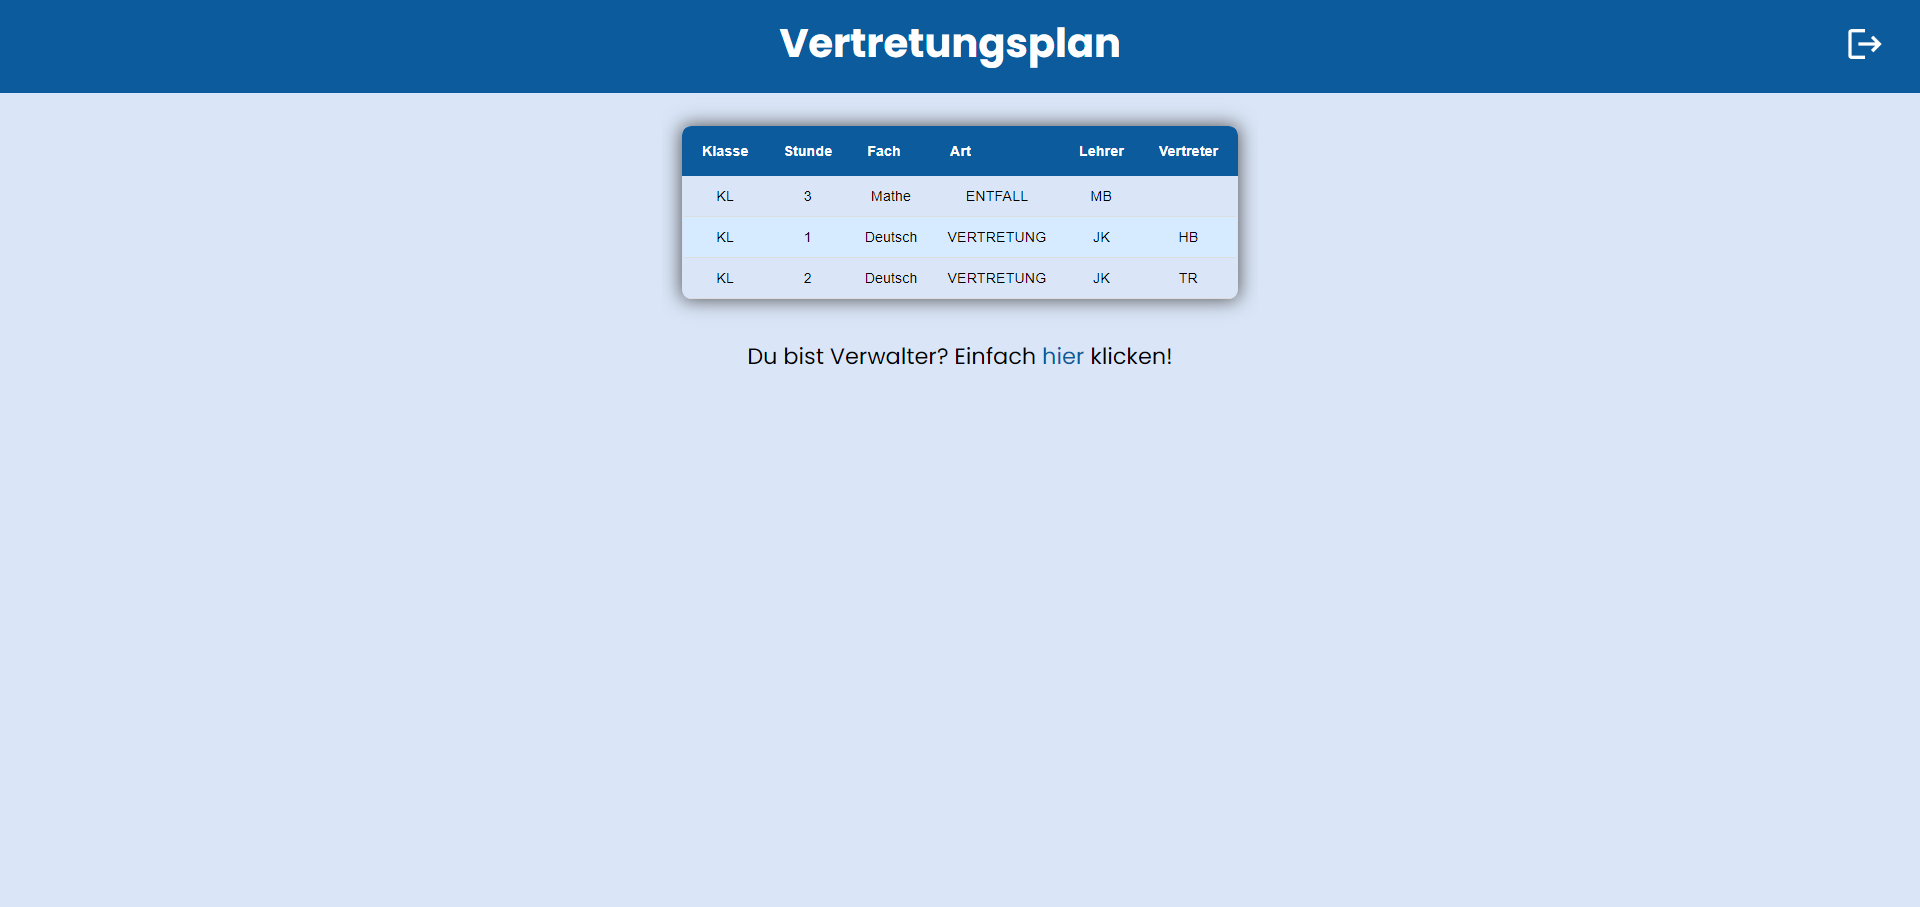 Vertretungsplan
Klasse Stunde Fach Art Lehrer Vertreter
KL 3 Mathe ENTFALL MB
KL 1 Deutsch VERTRETUNG JK HB
KL 2 Deutsch VERTRETUNG JK TR
Du bist Verwalter? Einfach hier klicken!